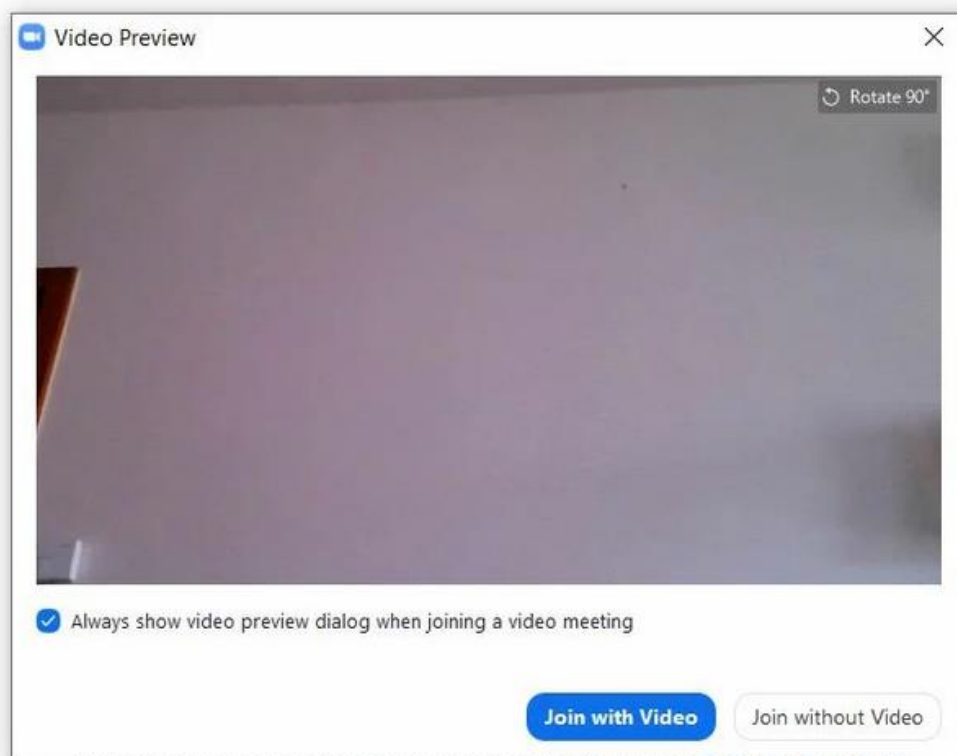 Video Preview
Rotate 90°
Always show video preview dialog when joining a video meeting
Join with Video
Join without Video